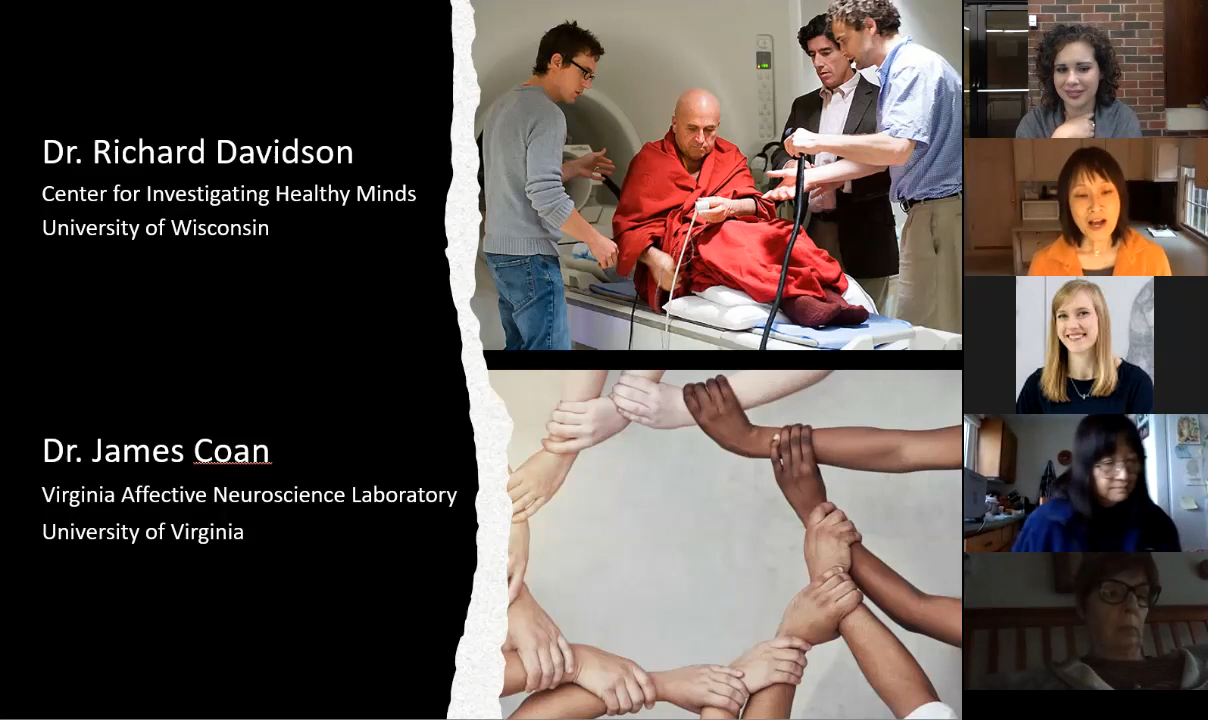 Dr. Richard Davidson
Center for Investigating Healthy Minds
University of Wisconsin
Dr. James Coan
Virginia Affective Neuroscience Laboratory
University of Virginia